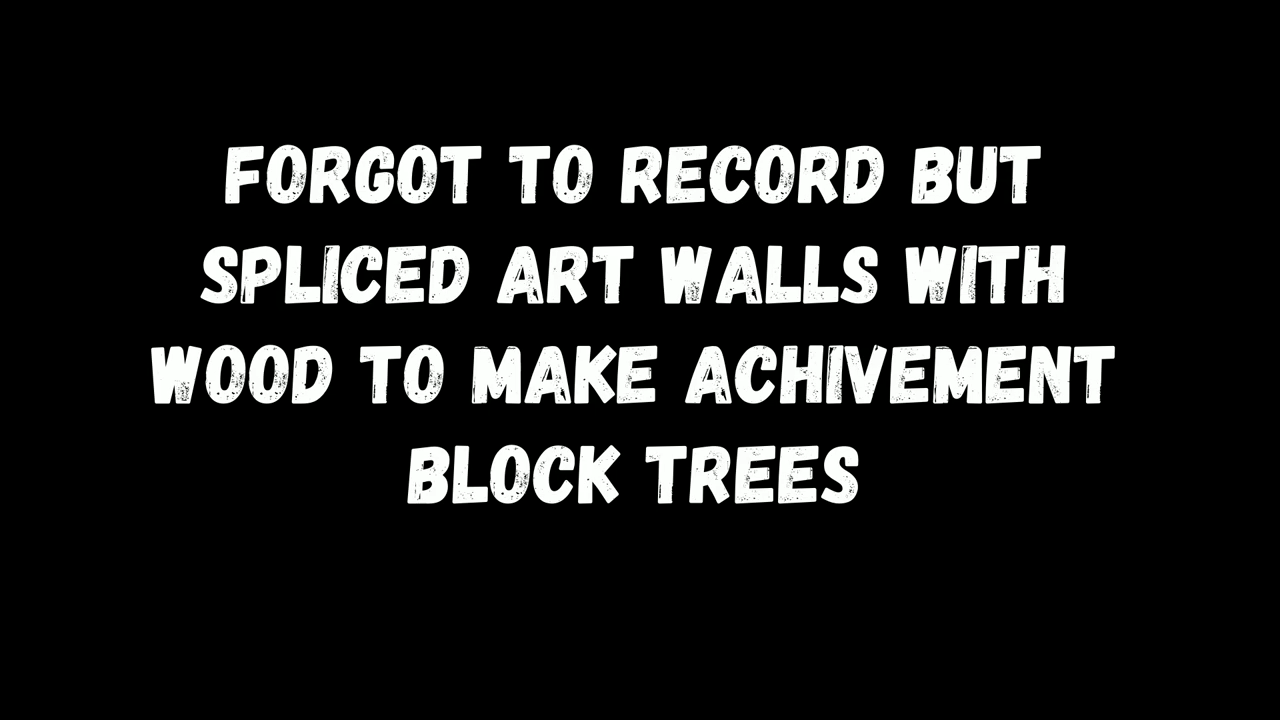 FORGOT TO RECORD BUT
SPLICED ART WALLS WITH
WOOD TO MAKE ACHIVEMENT
BLOCK TREES